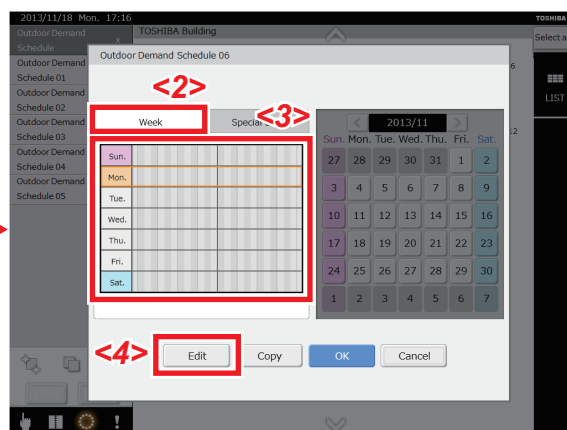 2013/11/18 Mon. 17:16
TOSHIBA Building
TOSHIBA
Outdoor Demand
Schedule
x
Select a
Outdoor Demand
Schedule 01
Outdoor Demand
Schedule 02
Outdoor Demand
Schedule 03
Outdoor Demand
Schedule 04
Outdoor Demand
Schedule 05
LIST
6
12
Outdoor Demand Schedule 06
<2>
Week
Special
<3>
Sun.
Mon.
Tue.
Wed.
Thu.
Fri.
Sat.
< 2013/11 >
Sun. Mon. Tue. Wed. Thu. Fri. Sat.
27 28 29 30 31 1 2
3 4 5 6 7 8 9
10 11 12 13 14 15 16
17 18 19 20 21 22 23
24 25 26 27 28 29 30
1 2 3 4 5 6 7
<4>
Edit
Copy
OK
Cancel
!